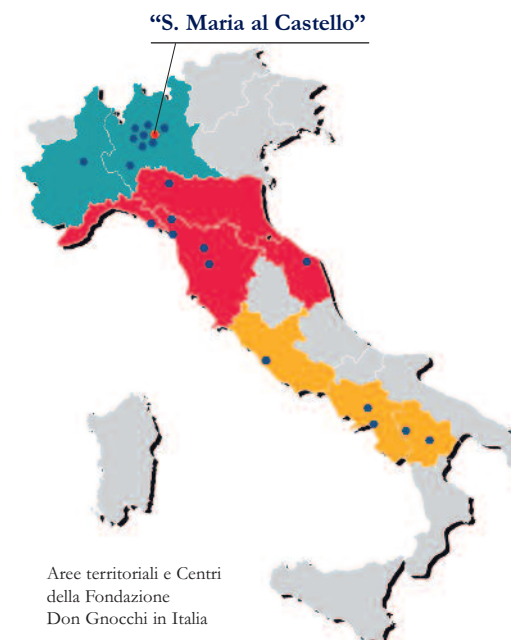 “S. Maria al Castello”
Aree territoriali e Centri
della Fondazione
Don Gnocchi in Italia